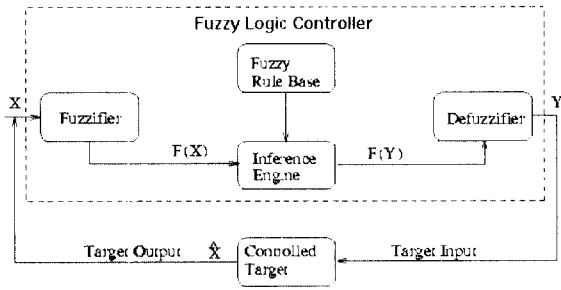 Fuzzy Logic Controller
Fuzzy
Rule Base
X
Y
Fuzzifier
Defuzzifier
F(X)
Inference
Engine
F(Y)
Target Output
X̂
Controlled
Target
Target Input